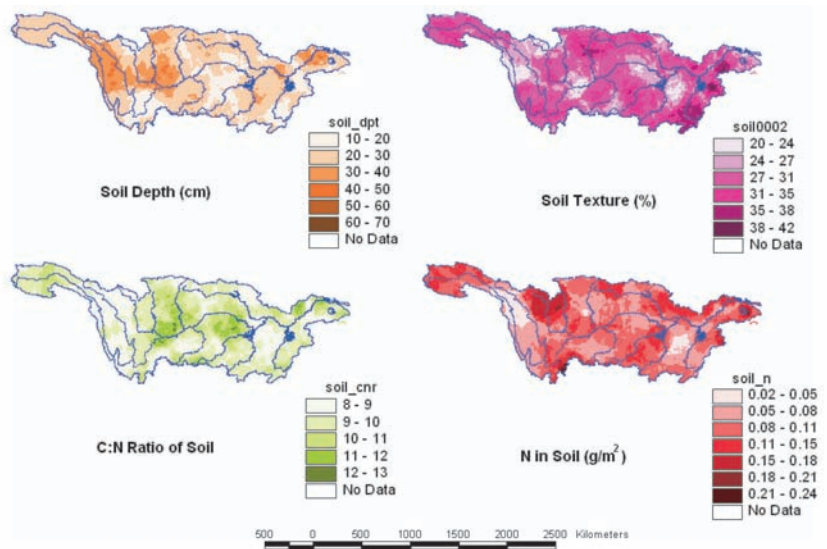 soil_dpt
10 - 20
20 - 30
30 - 40
40 - 50
50 - 60
60 - 70
No Data
Soil Depth (cm)
soil0002
20 - 24
24 - 27
27 - 31
31 - 35
35 - 38
38 - 42
No Data
Soil Texture (%)
soil_cnr
8 - 9
9 - 10
10 - 11
11 - 12
12 - 13
No Data
C:N Ratio of Soil
soil_n
0.02 - 0.05
0.05 - 0.08
0.08 - 0.11
0.11 - 0.15
0.15 - 0.18
0.18 - 0.21
0.21 - 0.24
No Data
N in Soil (g/m²)
500 0 500 1000 1500 2000 2500 Kilometers